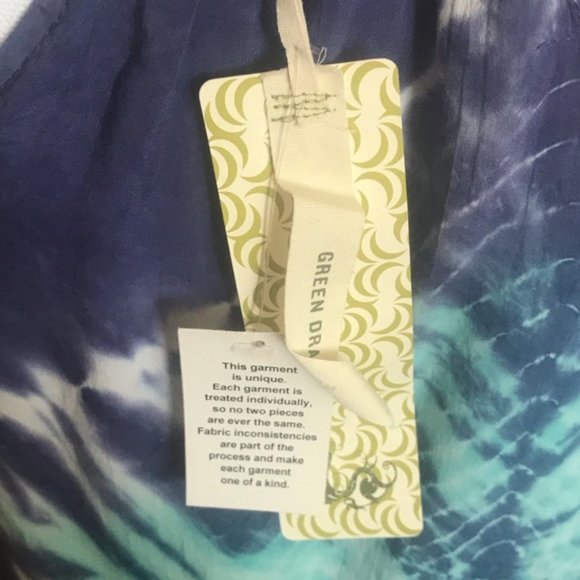 GREEN DRA
This garment
is unique.
Each garment is
treated individually,
so no two pieces
are ever the same.
Fabric inconsistencies
are part of the
process and make
each garment
one of a kind.